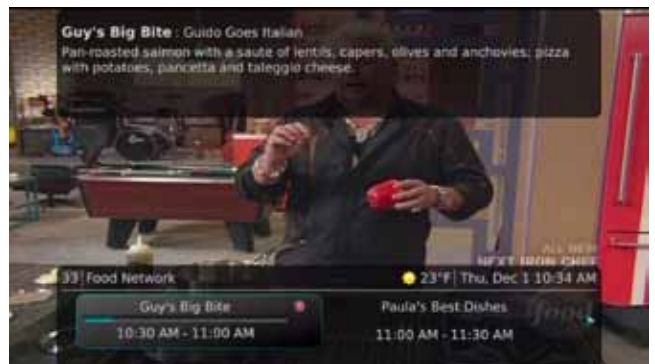 Guy's Big Bite : Guido Goes Italian
Pan-roasted salmon with a saute of lentils, capers, olives and anchovies; pizza
with potatoes, pancetta and taleggio cheese.
ALL NEW
NEXT IRON CHEF
33 Food Network
23°F Thu, Dec 1 10:34 AM
Guy's Big Bite
Paula's Best Dishes
food
10:30 AM - 11:00 AM
11:00 AM - 11:30 AM